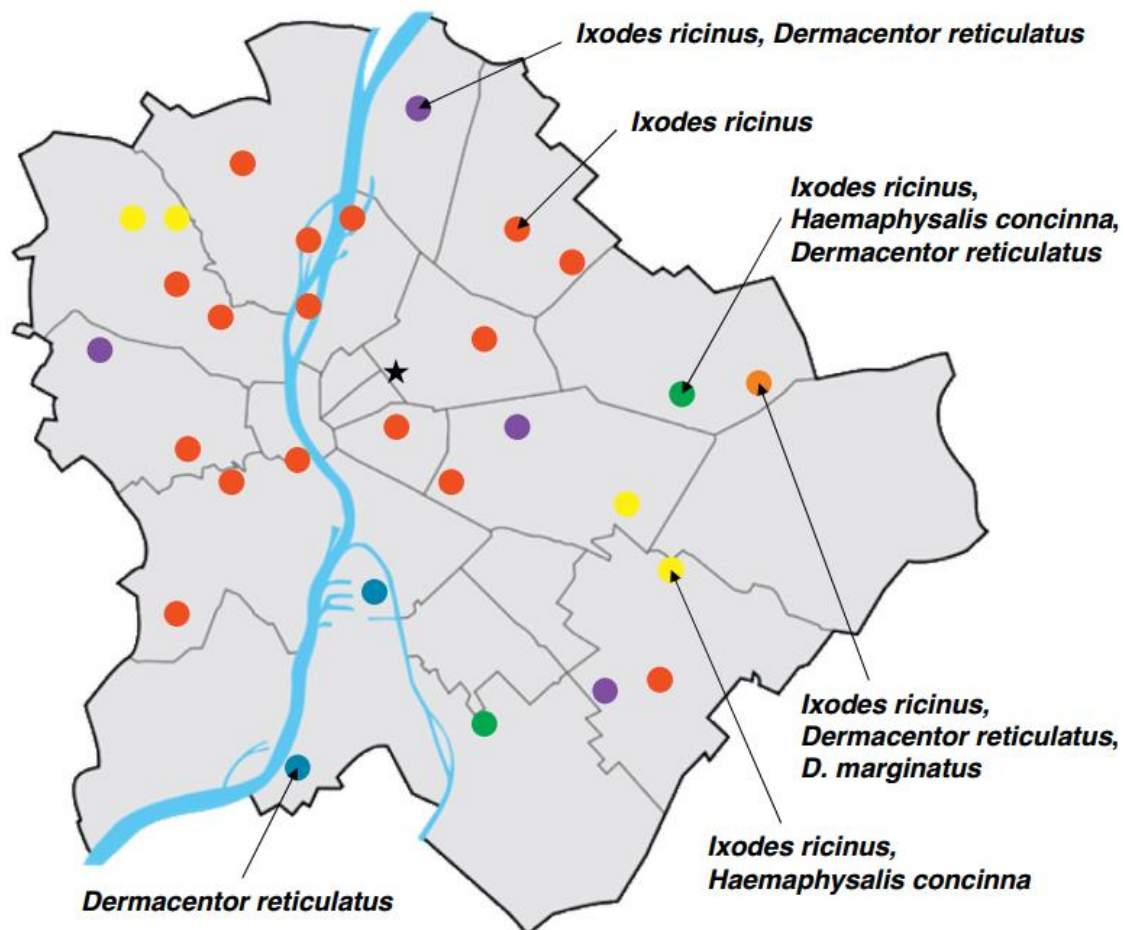 Ixodes ricinus, Dermacentor reticulatus
Ixodes ricinus
Ixodes ricinus,
Haemaphysalis concinna,
Dermacentor reticulatus
Ixodes ricinus,
Dermacentor reticulatus,
D. marginatus
Ixodes ricinus,
Haemaphysalis concinna
Dermacentor reticulatus